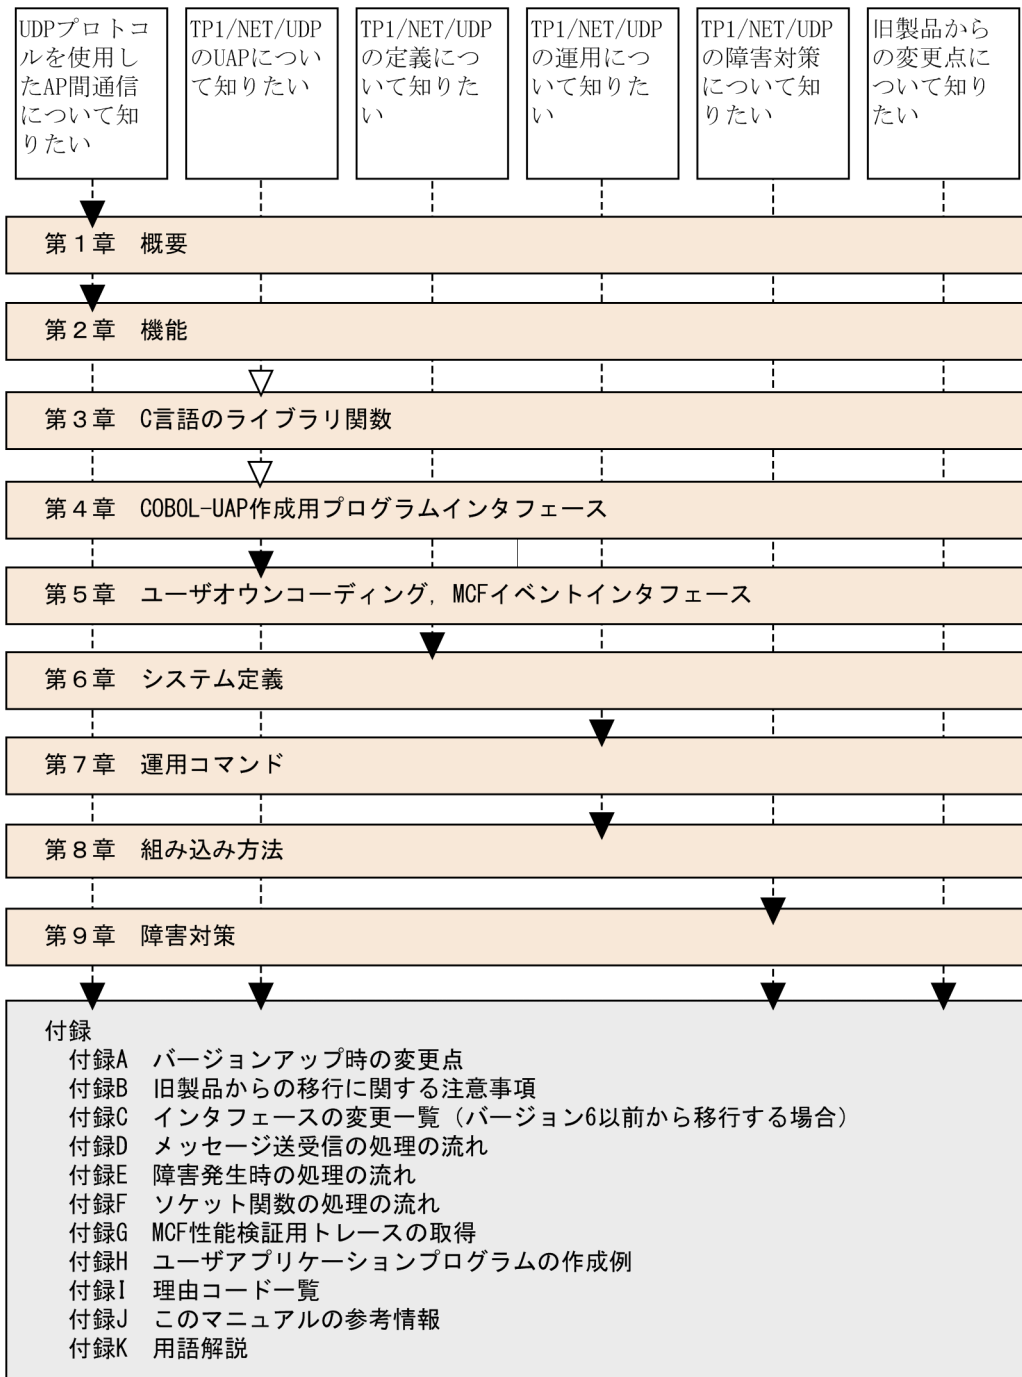 UDPプロトコ
ルを使用し
たAP間通信
について知
りたい
TP1/NET/UDP
のUAPについ
て知りたい
TP1/NET/UDP
の定義につ
いて知りた
い
TP1/NET/UDP
の運用につ
いて知りた
い
TP1/NET/UDP
の障害対策
について知
りたい
旧製品から
の変更点に
ついて知り
たい
第1章　概要
第2章　機能
第3章　C言語のライブラリ関数
第4章　COBOL-UAP作成用プログラムインタフェース
第5章　ユーザオウンコーディング，MCFイベントインタフェース
第6章　システム定義
第7章　運用コマンド
第8章　組み込み方法
第9章　障害対策
付録
付録A　バージョンアップ時の変更点
付録B　旧製品からの移行に関する注意事項
付録C　インタフェースの変更一覧（バージョン6以前から移行する場合）
付録D　メッセージ送受信の処理の流れ
付録E　障害発生時の処理の流れ
付録F　ソケット関数の処理の流れ
付録G　MCF性能検証用トレースの取得
付録H　ユーザアプリケーションプログラムの作成例
付録I　理由コード一覧
付録J　このマニュアルの参考情報
付録K　用語解説